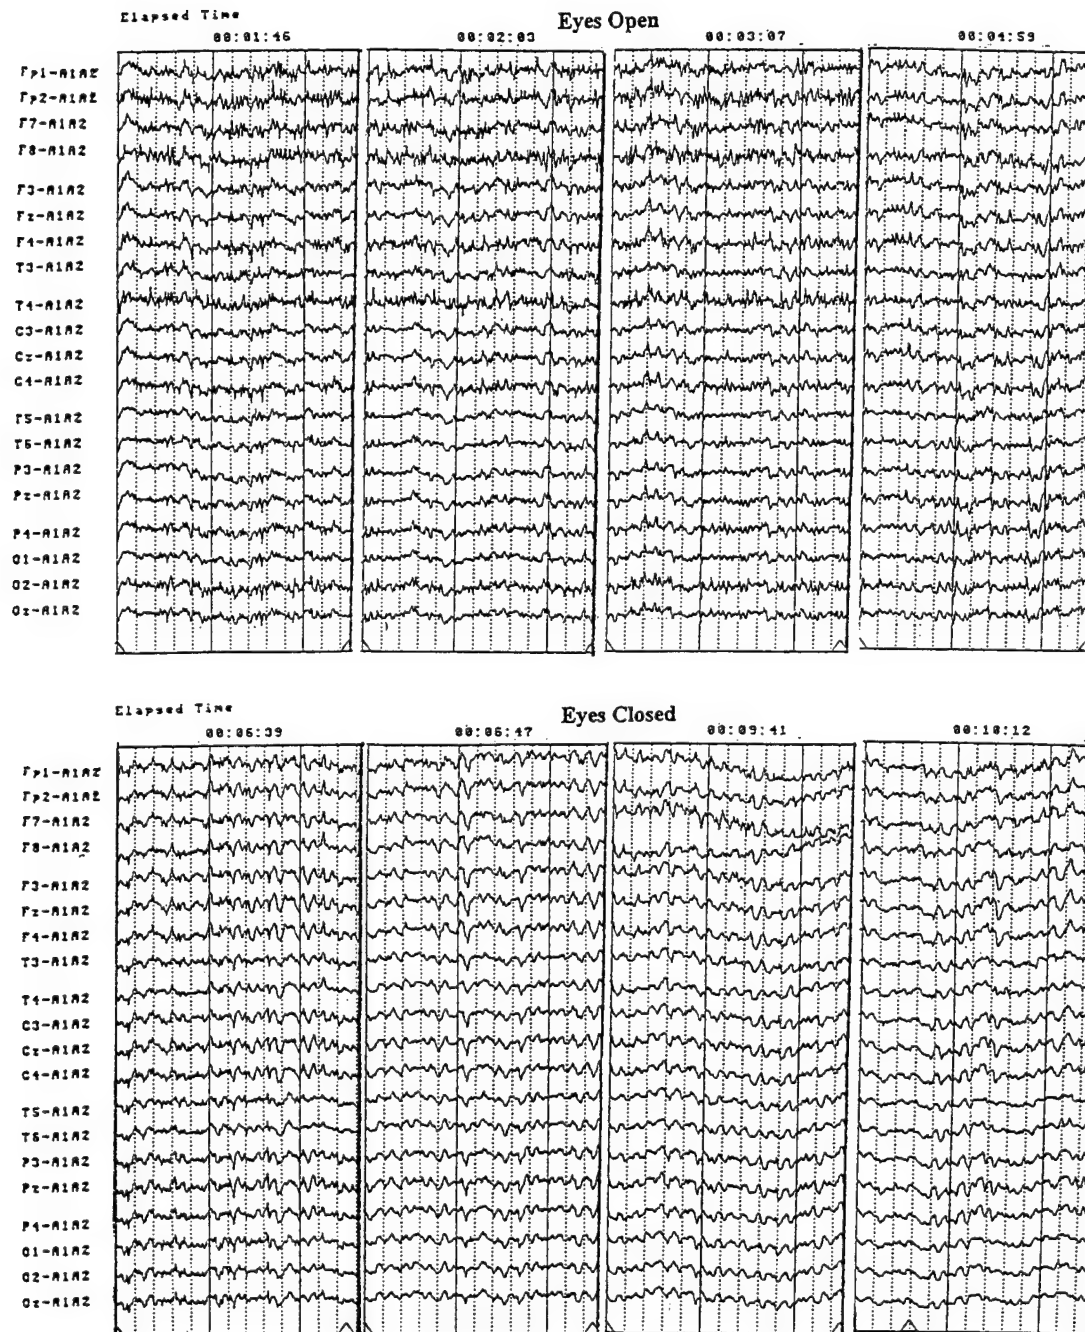 Elapsed Time
Eyes Open
00:01:46 00:02:03 00:03:07 00:04:59
Fp1-A1A2
Fp2-A1A2
F7-A1A2
F8-A1A2
F3-A1A2
Fz-A1A2
F4-A1A2
T3-A1A2
T4-A1A2
C3-A1A2
Cz-A1A2
C4-A1A2
T5-A1A2
T6-A1A2
P3-A1A2
Pz-A1A2
P4-A1A2
O1-A1A2
O2-A1A2
Oz-A1A2
Elapsed Time
Eyes Closed
00:06:39 00:06:47 00:09:41 00:10:12
Fp1-A1A2
Fp2-A1A2
F7-A1A2
F8-A1A2
F3-A1A2
Fz-A1A2
F4-A1A2
T3-A1A2
T4-A1A2
C3-A1A2
Cz-A1A2
C4-A1A2
T5-A1A2
T6-A1A2
P3-A1A2
Pz-A1A2
P4-A1A2
O1-A1A2
O2-A1A2
Oz-A1A2